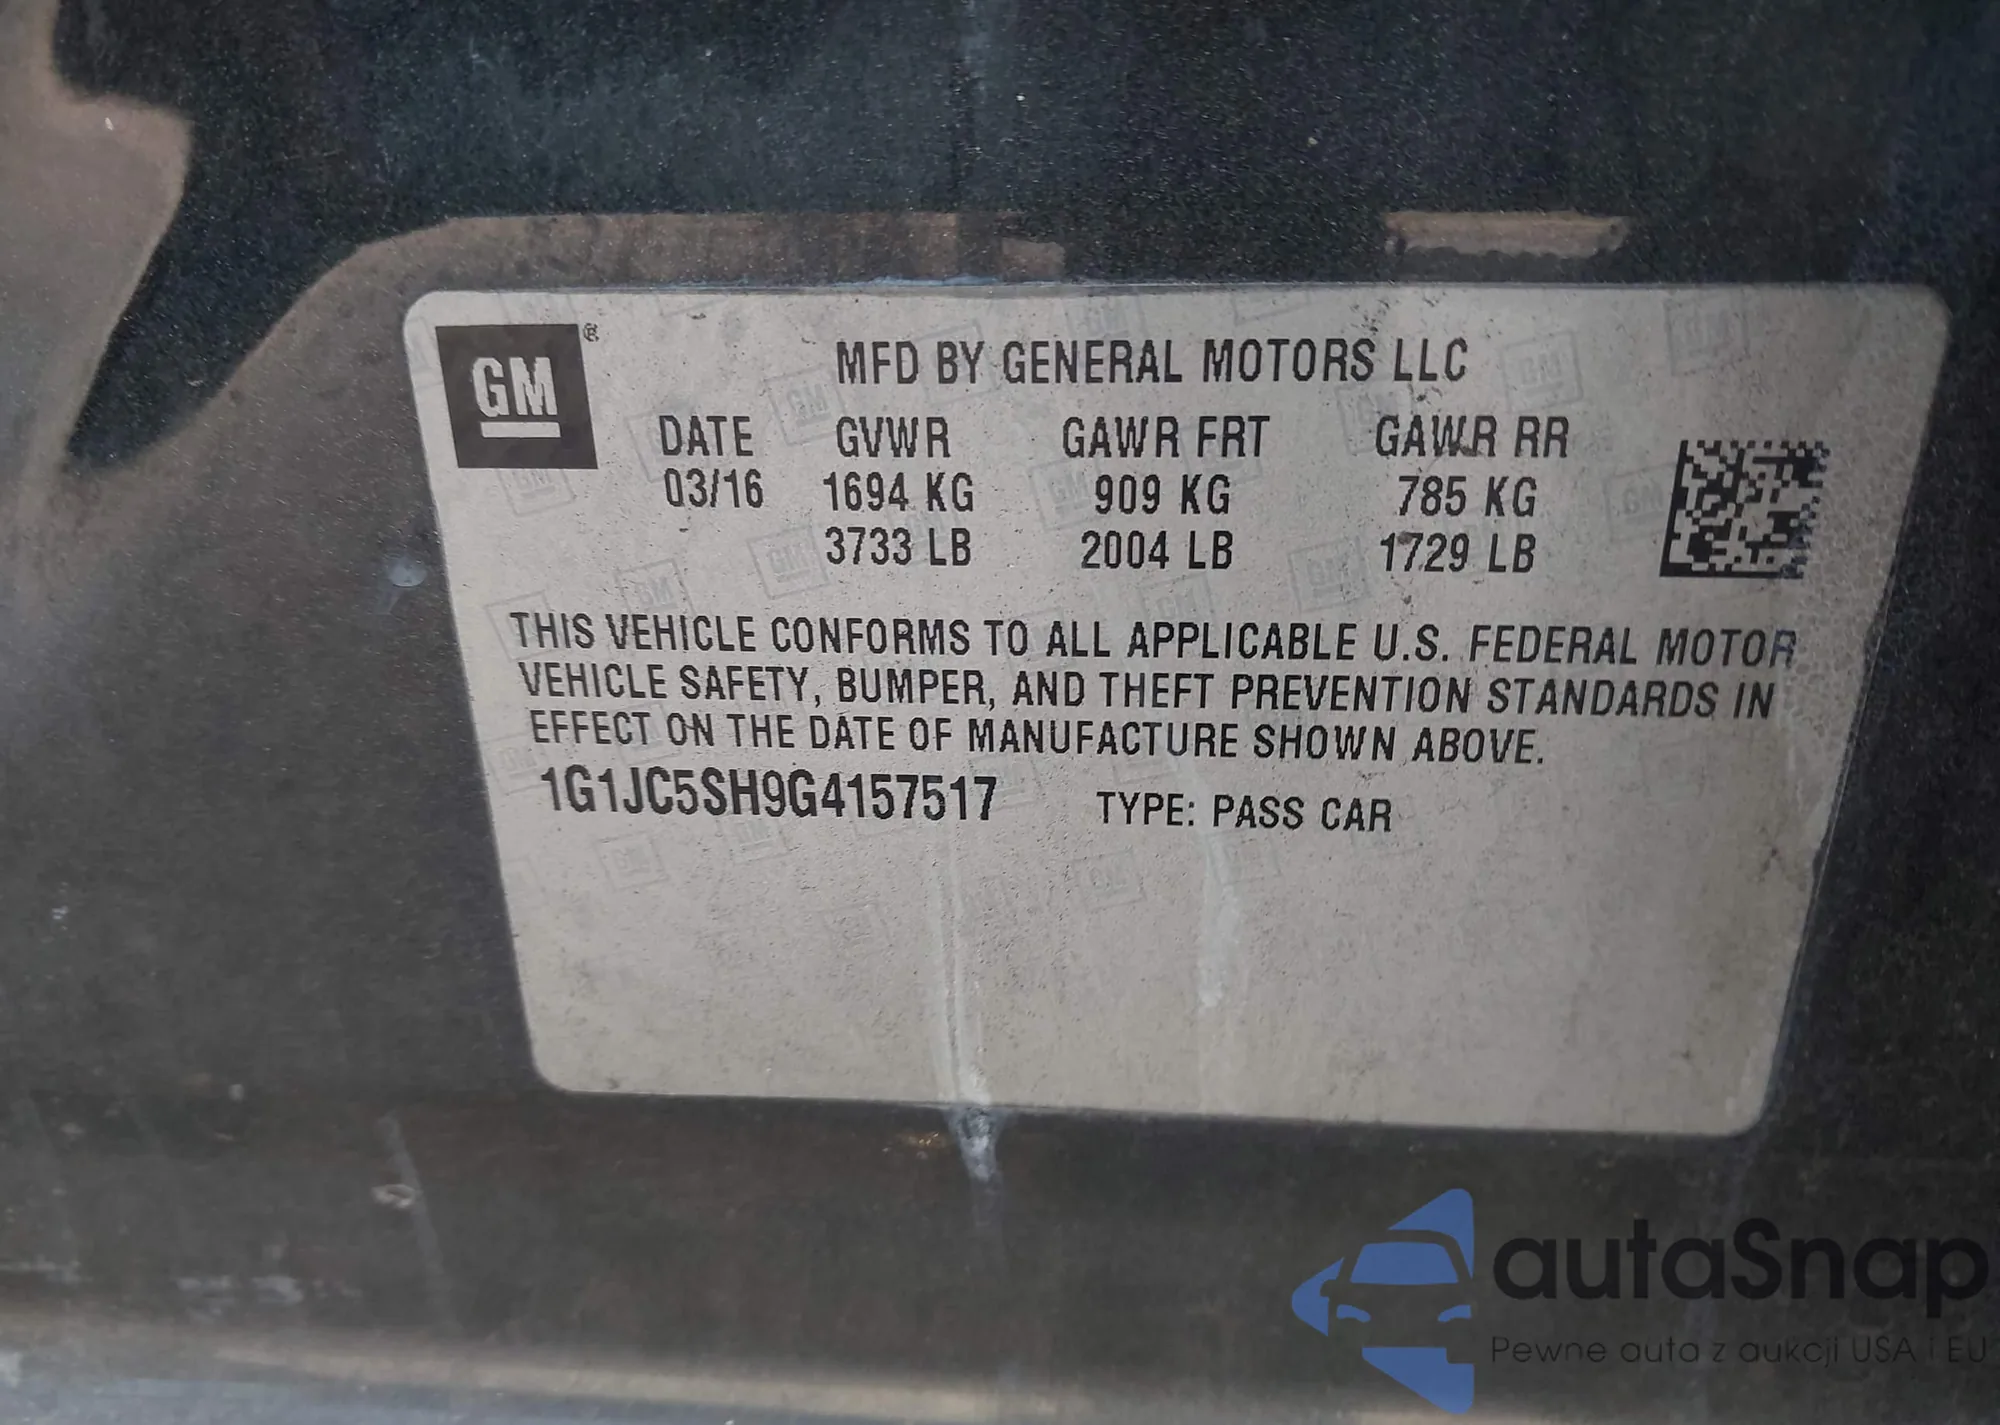 GM®
MFD BY GENERAL MOTORS LLC
DATE GVWR GAWR FRT GAWR RR
03/16 1694 KG 909 KG 785 KG
3733 LB 2004 LB 1729 LB
THIS VEHICLE CONFORMS TO ALL APPLICABLE U.S. FEDERAL MOTOR
VEHICLE SAFETY, BUMPER, AND THEFT PREVENTION STANDARDS IN
EFFECT ON THE DATE OF MANUFACTURE SHOWN ABOVE.
1G1JC5SH9G4157517 TYPE: PASS CAR
autaSnap
Pewne auta z aukcji USA i EU